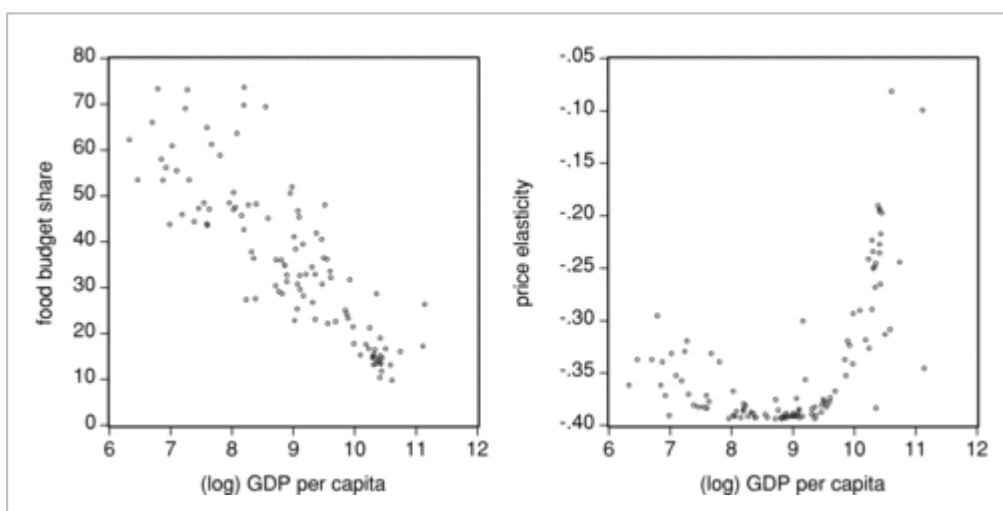 80
70
60
50
40
30
20
10
0
food budget share
6 7 8 9 10 11 12
(log) GDP per capita
-.05
-.10
-.15
-.20
-.25
-.30
-.35
-.40
price elasticity
6 7 8 9 10 11 12
(log) GDP per capita